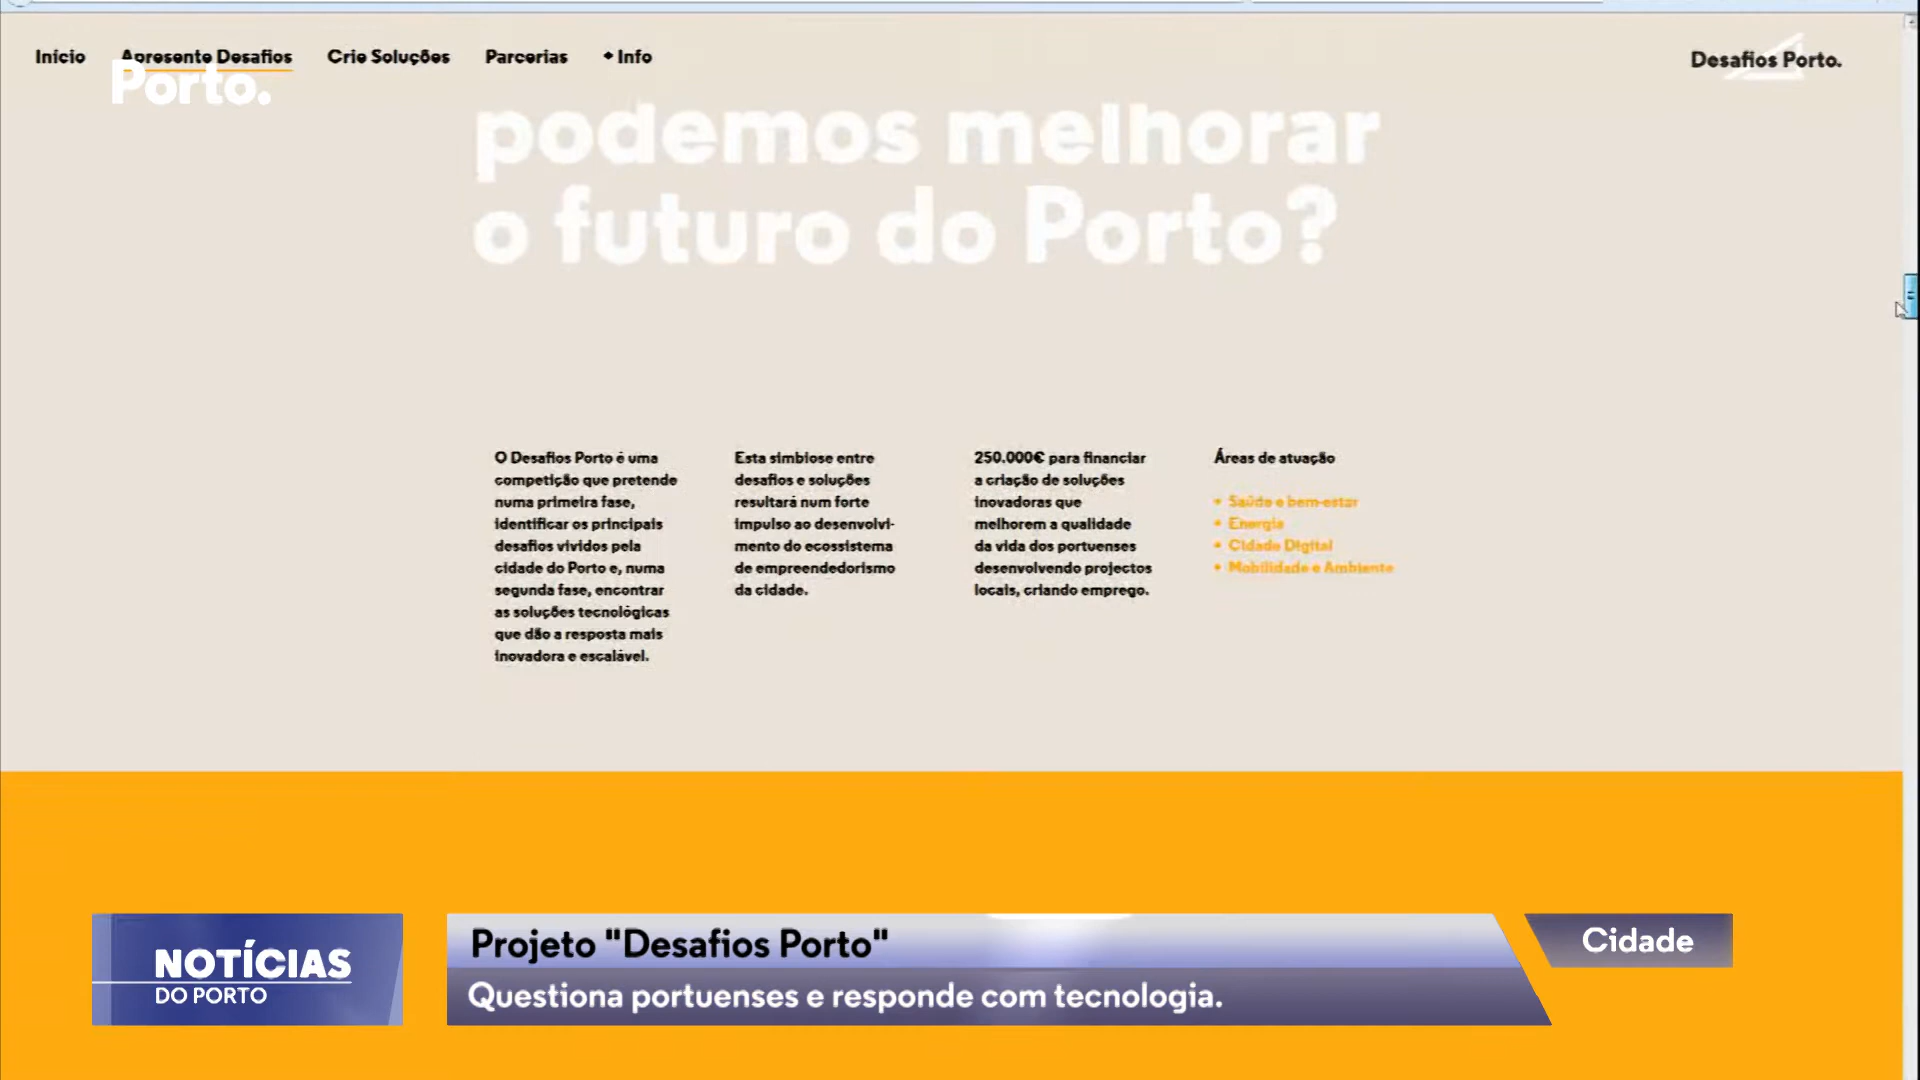 Início Apresente Desafios Crie Soluções Parcerias + Info
Desafios Porto.
Porto.
podemos melhorar
o futuro do Porto?
O Desafios Porto é uma
competição que pretende
numa primeira fase,
identificar os principais
desafios vividos pela
cidade do Porto e, numa
segunda fase, encontrar
as soluções tecnológicas
que dão a resposta mais
inovadora e escalável.
Esta simbiose entre
desafios e soluções
resultará num forte
impulso ao desenvolvi-
mento do ecossistema
de empreendedorismo
da cidade.
250.000€ para financiar
a criação de soluções
inovadoras que
melhorem a qualidade
da vida dos portuenses
desenvolvendo projectos
locais, criando emprego.
Áreas de atuação
• Saúde e bem-estar
• Energia
• Cidade Digital
• Mobilidade e Ambiente
NOTÍCIAS
DO PORTO
Projeto "Desafios Porto"
Questiona portuenses e responde com tecnologia.
Cidade